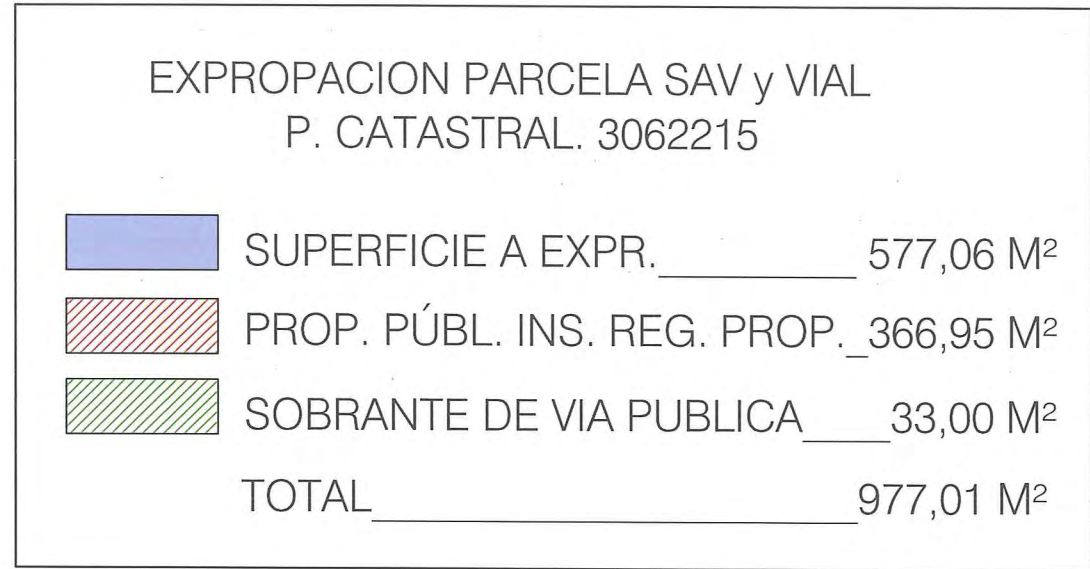 EXPROPACION PARCELA SAV y VIAL
P. CATASTRAL. 3062215
SUPERFICIE A EXPR.__________ 577,06 M²
PROP. PÚBL. INS. REG. PROP._366,95 M²
SOBRANTE DE VIA PUBLICA____33,00 M²
TOTAL______________________977,01 M²